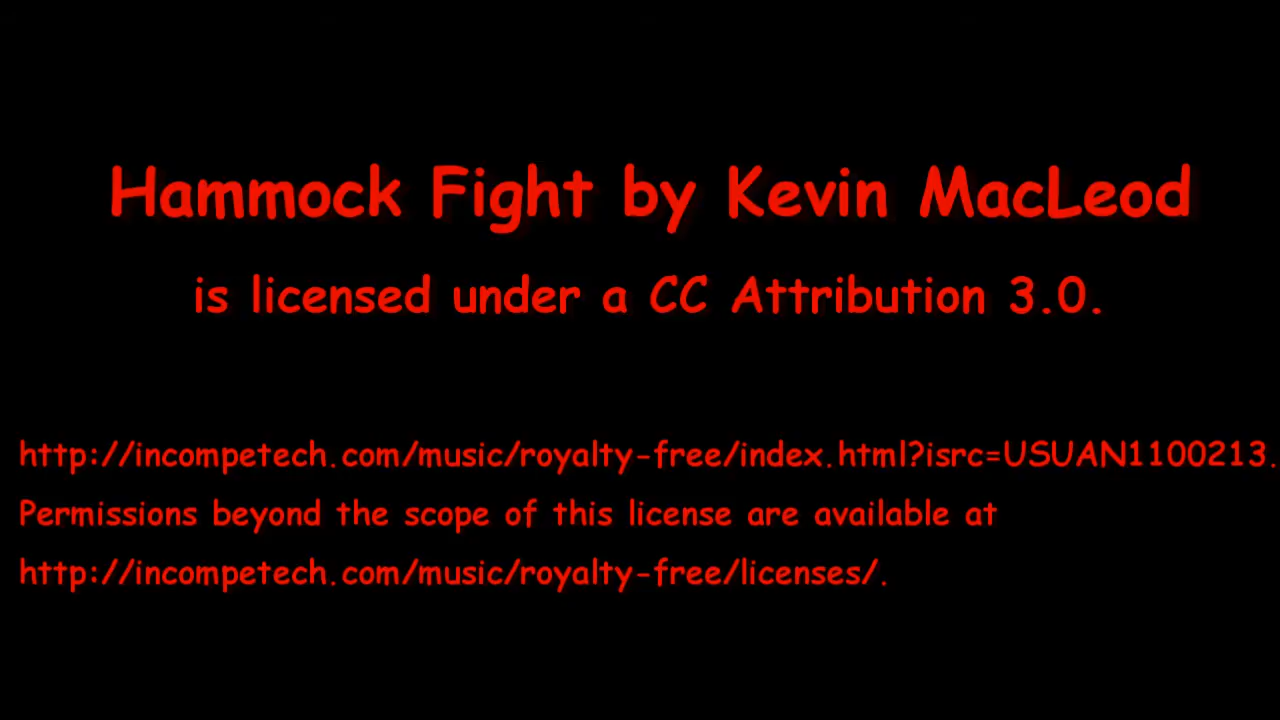 Hammock Fight by Kevin MacLeod
is licensed under a CC Attribution 3.0.
http://incompetech.com/music/royalty-free/index.html?isrc=USUAN1100213.
Permissions beyond the scope of this license are available at
http://incompetech.com/music/royalty-free/licenses/.